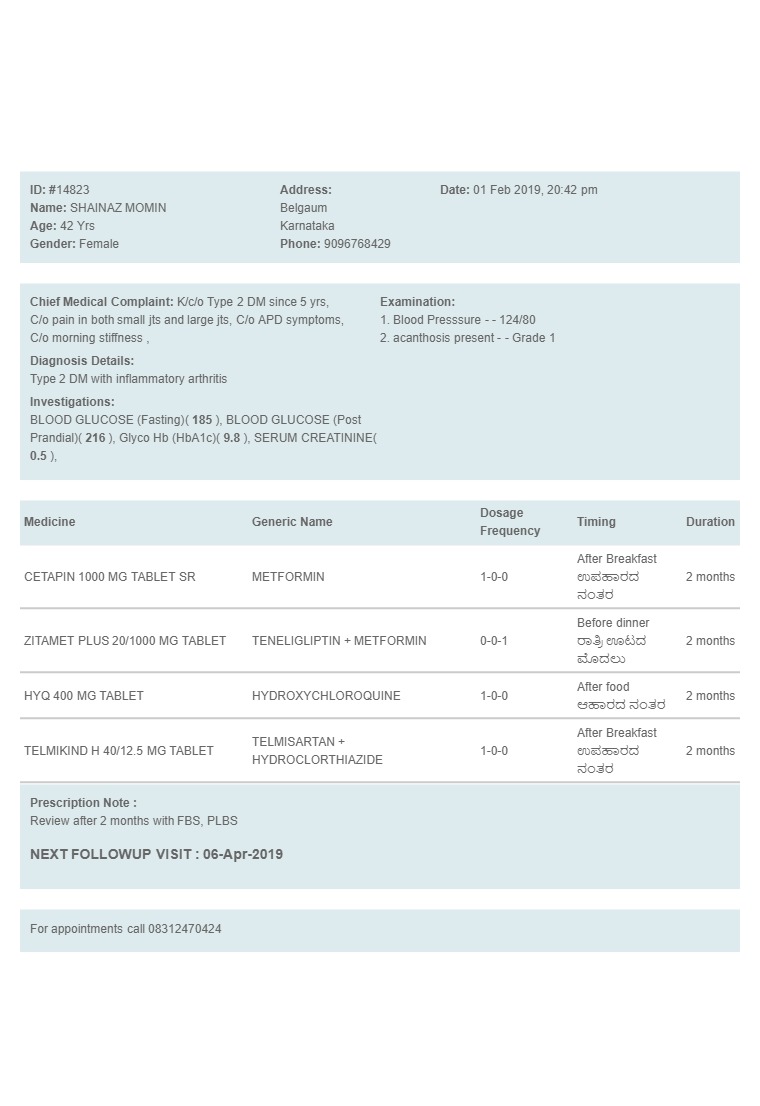 ID: #14823
Name: SHAINAZ MOMIN
Age: 42 Yrs
Gender: Female
Address:
Belgaum
Karnataka
Phone: 9096768429
Date: 01 Feb 2019, 20:42 pm
Chief Medical Complaint: K/c/o Type 2 DM since 5 yrs,
C/o pain in both small jts and large jts, C/o APD symptoms,
C/o morning stiffness ,
Diagnosis Details:
Type 2 DM with inflammatory arthritis
Investigations:
BLOOD GLUCOSE (Fasting)( 185 ), BLOOD GLUCOSE (Post
Prandial)( 216 ), Glyco Hb (HbA1c)( 9.8 ), SERUM CREATININE(
0.5 ),
Examination:
1. Blood Presssure - - 124/80
2. acanthosis present - - Grade 1
Medicine Generic Name Dosage Frequency Timing Duration
CETAPIN 1000 MG TABLET SR METFORMIN 1-0-0 After Breakfast 2 months
ಉಪಹಾರದ
ನಂತರ
ZITAMET PLUS 20/1000 MG TABLET TENELIGLIPTIN + METFORMIN 0-0-1 Before dinner 2 months
ರಾತ್ರಿ ಊಟದ
ಮೊದಲು
HYQ 400 MG TABLET HYDROXYCHLOROQUINE 1-0-0 After food 2 months
ಆಹಾರದ ನಂತರ
TELMIKIND H 40/12.5 MG TABLET TELMISARTAN + HYDROCLORTHIAZIDE 1-0-0 After Breakfast 2 months
ಉಪಹಾರದ
ನಂತರ
Prescription Note :
Review after 2 months with FBS, PLBS
NEXT FOLLOWUP VISIT : 06-Apr-2019
For appointments call 08312470424